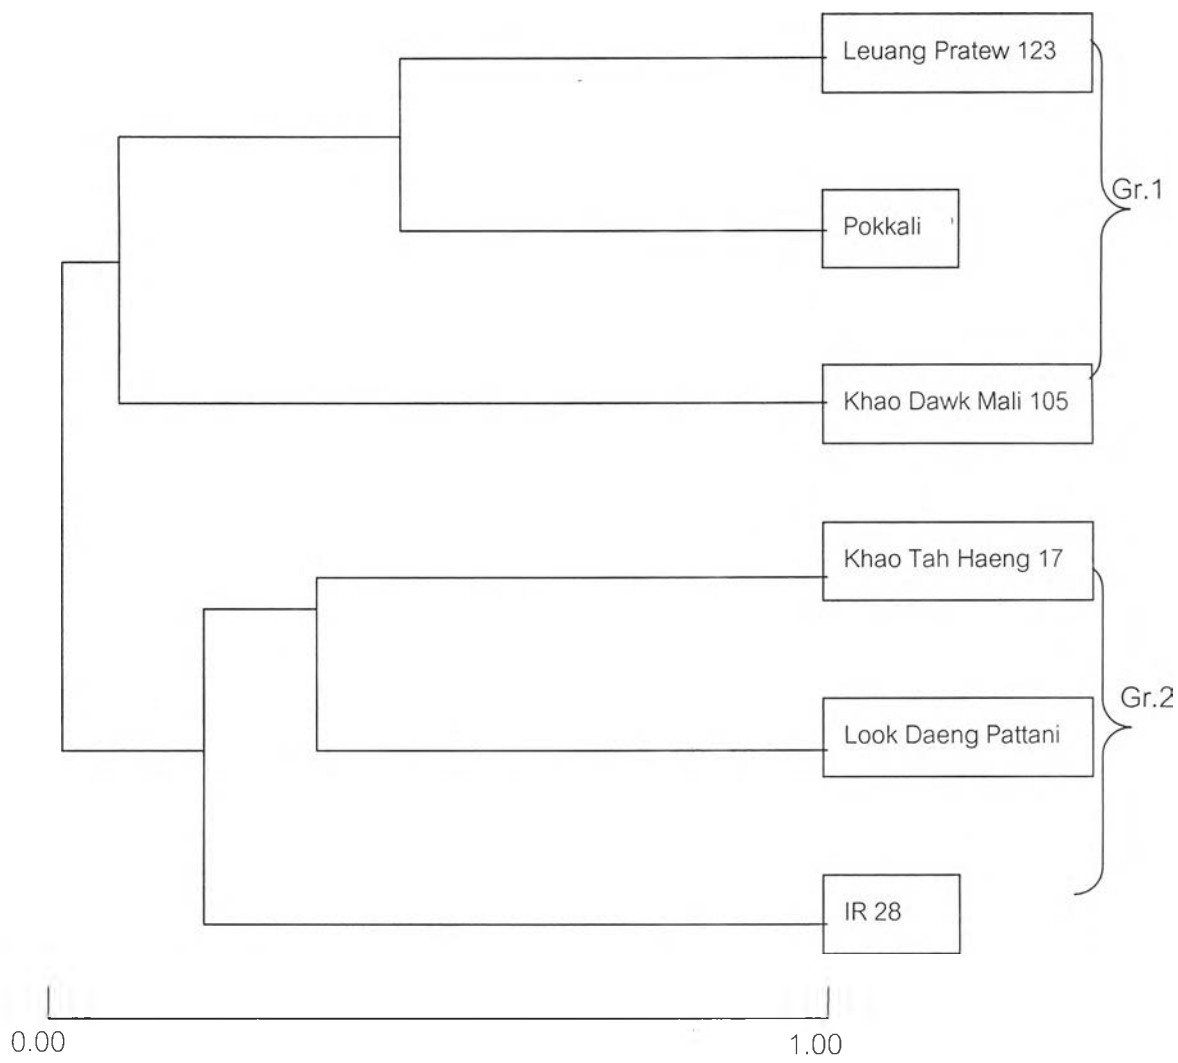 Leuang Pratew 123
Gr.1
Pokkali
Khao Dawk Mali 105
Khao Tah Haeng 17
Gr.2
Look Daeng Pattani
IR 28
0.00
1.00